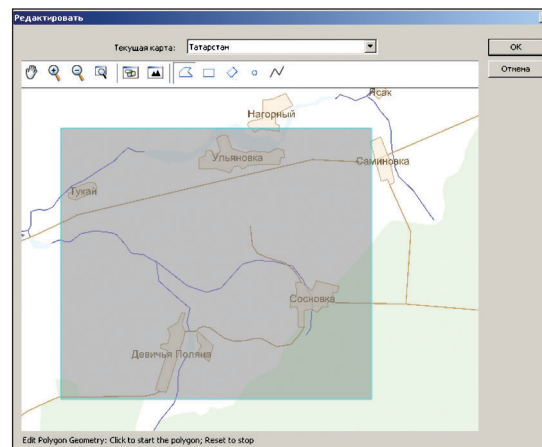 Редактировать
Текущая карта: Татарстан
OK
Отмена
Ясак
Нагорный
Ульяновка
Саминовка
Тукай
Сосновка
Девичья Поляна
Edit Polygon Geometry: Click to start the polygon; Reset to stop